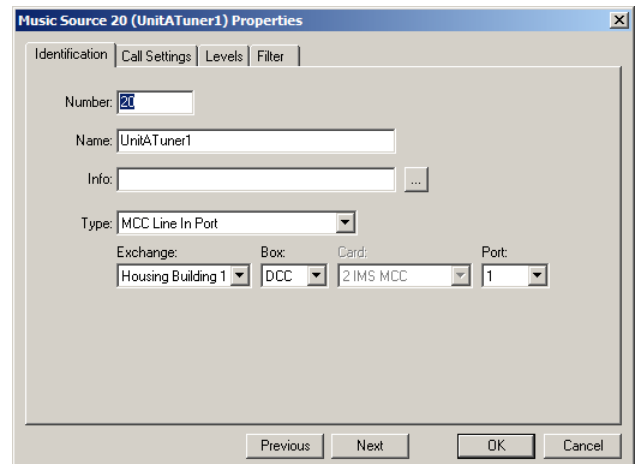 Music Source 20 (UnitATuner1) Properties
Identification Call Settings Levels Filter
Number: 20
Name: UnitATuner1
Info: ...
Type: MCC Line In Port
Exchange: Box: Card: Port:
Housing Building 1 DCC 2 IMS MCC 1
Previous Next OK Cancel